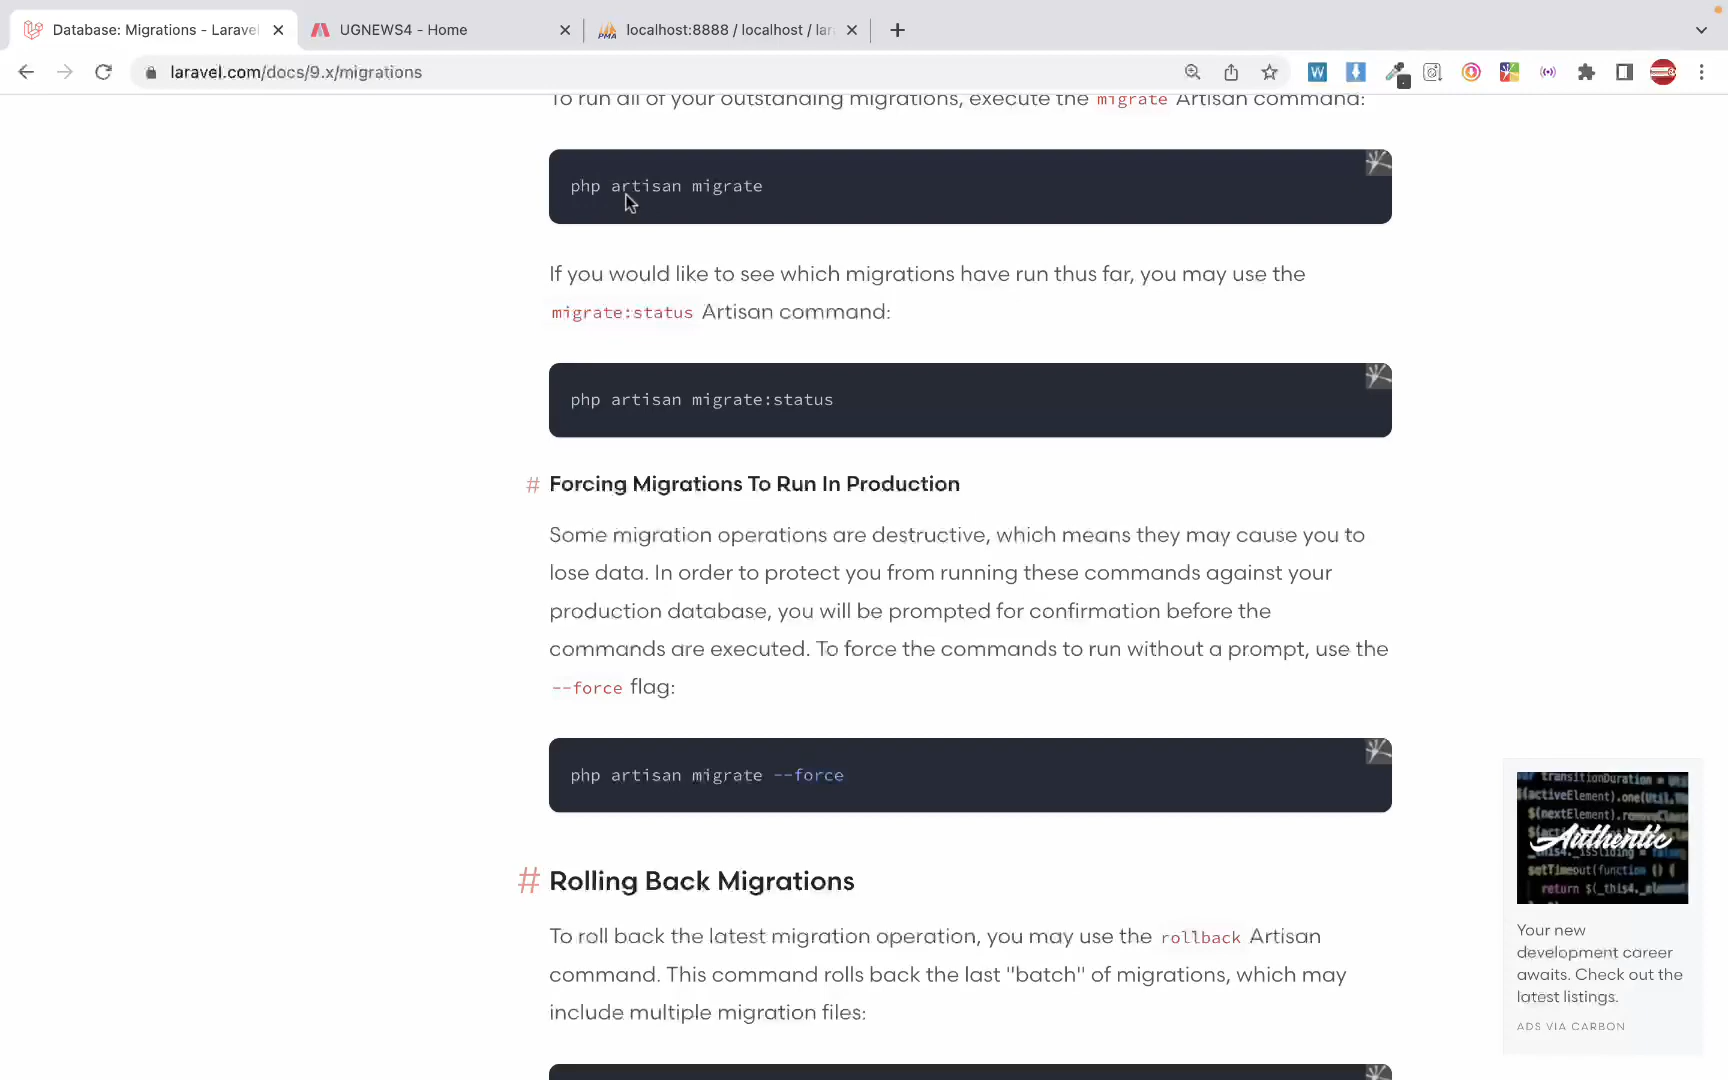 Database: Migrations - Laravel
UGNEWS4 - Home
PMA
localhost:8888 / localhost / lar
laravel.com/docs/9.x/migrations
W
To run all of your outstanding migrations, execute the migrate Artisan command:
php artisan migrate
If you would like to see which migrations have run thus far, you may use the
migrate:status Artisan command:
php artisan migrate:status
# Forcing Migrations To Run In Production
Some migration operations are destructive, which means they may cause you to
lose data. In order to protect you from running these commands against your
production database, you will be prompted for confirmation before the
commands are executed. To force the commands to run without a prompt, use the
--force flag:
php artisan migrate --force
# Rolling Back Migrations
To roll back the latest migration operation, you may use the rollback Artisan
command. This command rolls back the last "batch" of migrations, which may
include multiple migration files:
Authentic
Your new
development career
awaits. Check out the
latest listings.
ADS VIA CARBON